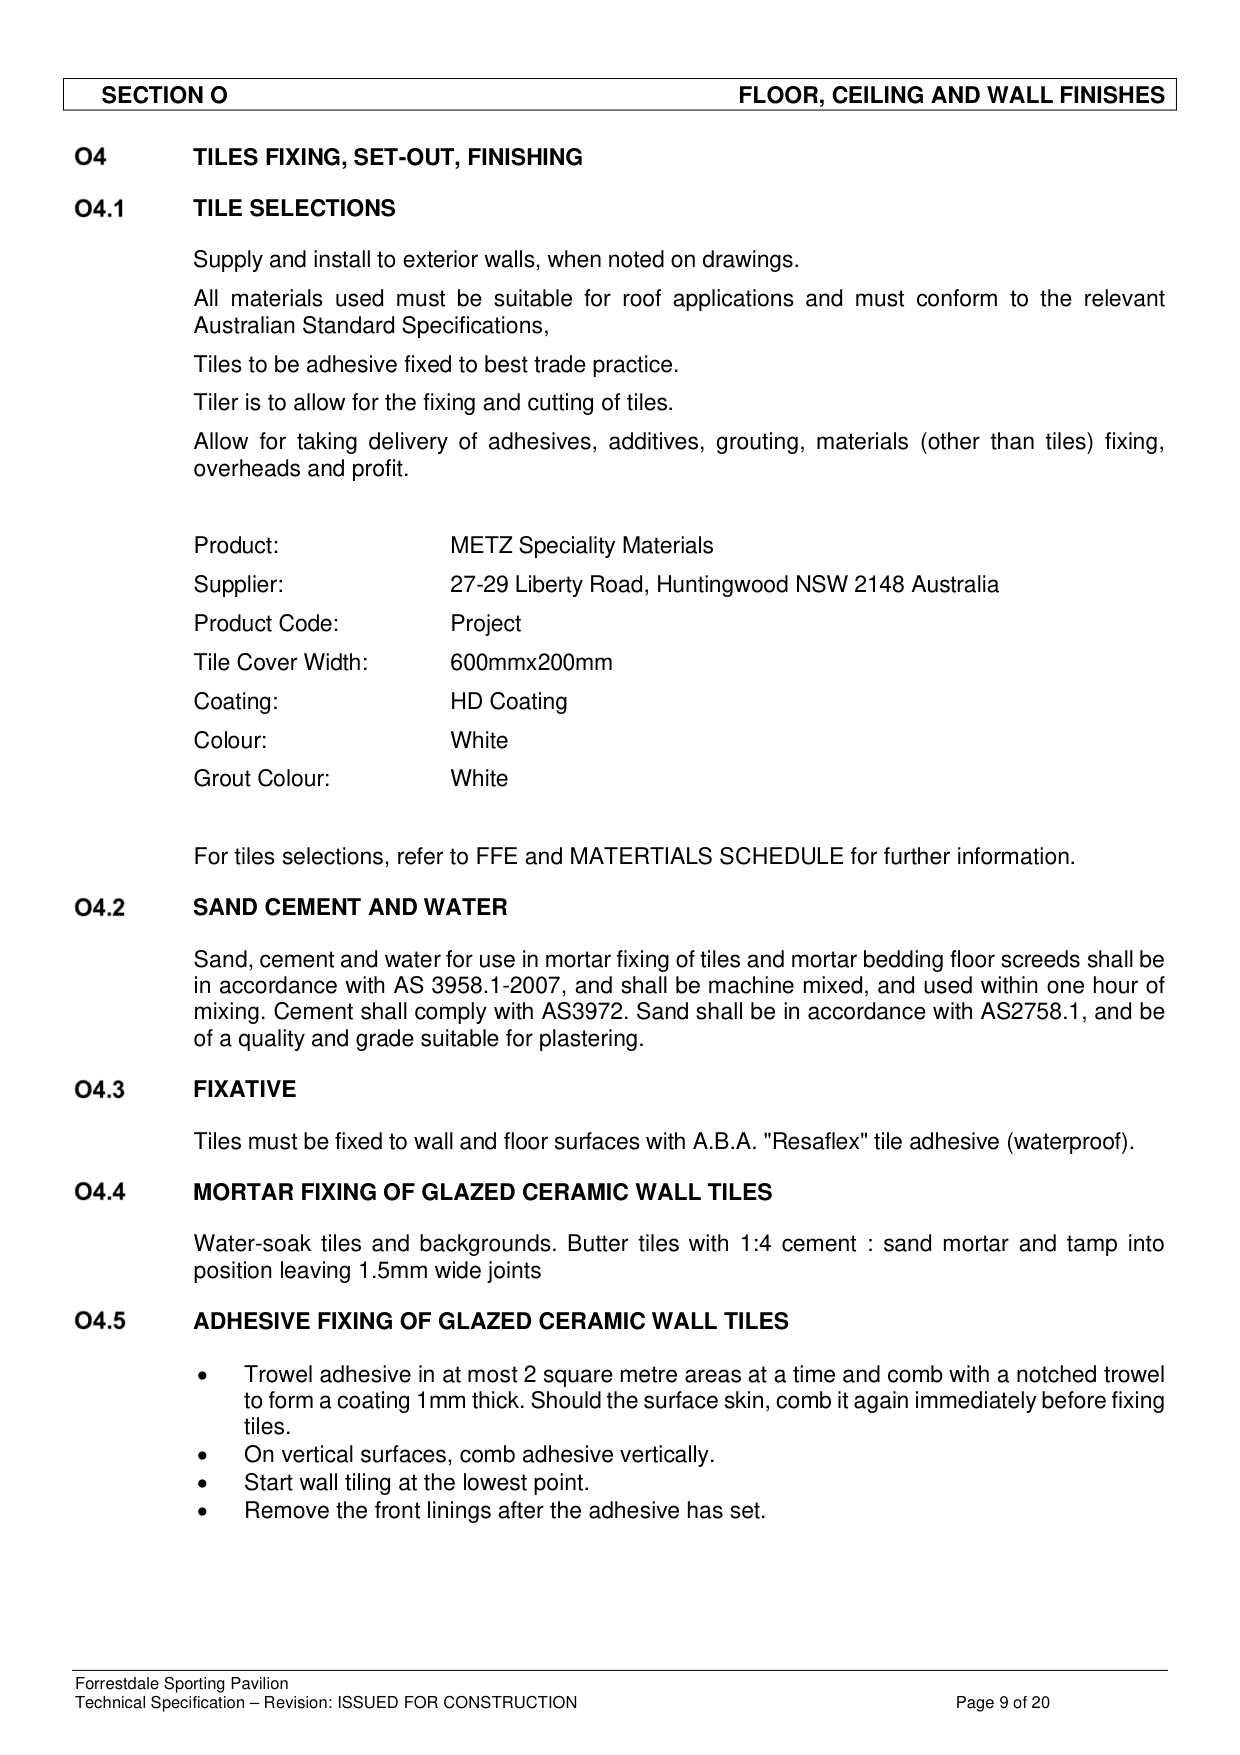 SECTION O FLOOR, CEILING AND WALL FINISHES
O4 TILES FIXING, SET-OUT, FINISHING
O4.1 TILE SELECTIONS
Supply and install to exterior walls, when noted on drawings.
All materials used must be suitable for roof applications and must conform to the relevant
Australian Standard Specifications,
Tiles to be adhesive fixed to best trade practice.
Tiler is to allow for the fixing and cutting of tiles.
Allow for taking delivery of adhesives, additives, grouting, materials (other than tiles) fixing,
overheads and profit.
Product: METZ Speciality Materials
Supplier: 27-29 Liberty Road, Huntingwood NSW 2148 Australia
Product Code: Project
Tile Cover Width: 600mmx200mm
Coating: HD Coating
Colour: White
Grout Colour: White
For tiles selections, refer to FFE and MATERTIALS SCHEDULE for further information.
O4.2 SAND CEMENT AND WATER
Sand, cement and water for use in mortar fixing of tiles and mortar bedding floor screeds shall be
in accordance with AS 3958.1-2007, and shall be machine mixed, and used within one hour of
mixing. Cement shall comply with AS3972. Sand shall be in accordance with AS2758.1, and be
of a quality and grade suitable for plastering.
O4.3 FIXATIVE
Tiles must be fixed to wall and floor surfaces with A.B.A. "Resaflex" tile adhesive (waterproof).
O4.4 MORTAR FIXING OF GLAZED CERAMIC WALL TILES
Water-soak tiles and backgrounds. Butter tiles with 1:4 cement : sand mortar and tamp into
position leaving 1.5mm wide joints
O4.5 ADHESIVE FIXING OF GLAZED CERAMIC WALL TILES
• Trowel adhesive in at most 2 square metre areas at a time and comb with a notched trowel
to form a coating 1mm thick. Should the surface skin, comb it again immediately before fixing
tiles.
• On vertical surfaces, comb adhesive vertically.
• Start wall tiling at the lowest point.
• Remove the front linings after the adhesive has set.
Forrestdale Sporting Pavilion
Technical Specification – Revision: ISSUED FOR CONSTRUCTION Page 9 of 20